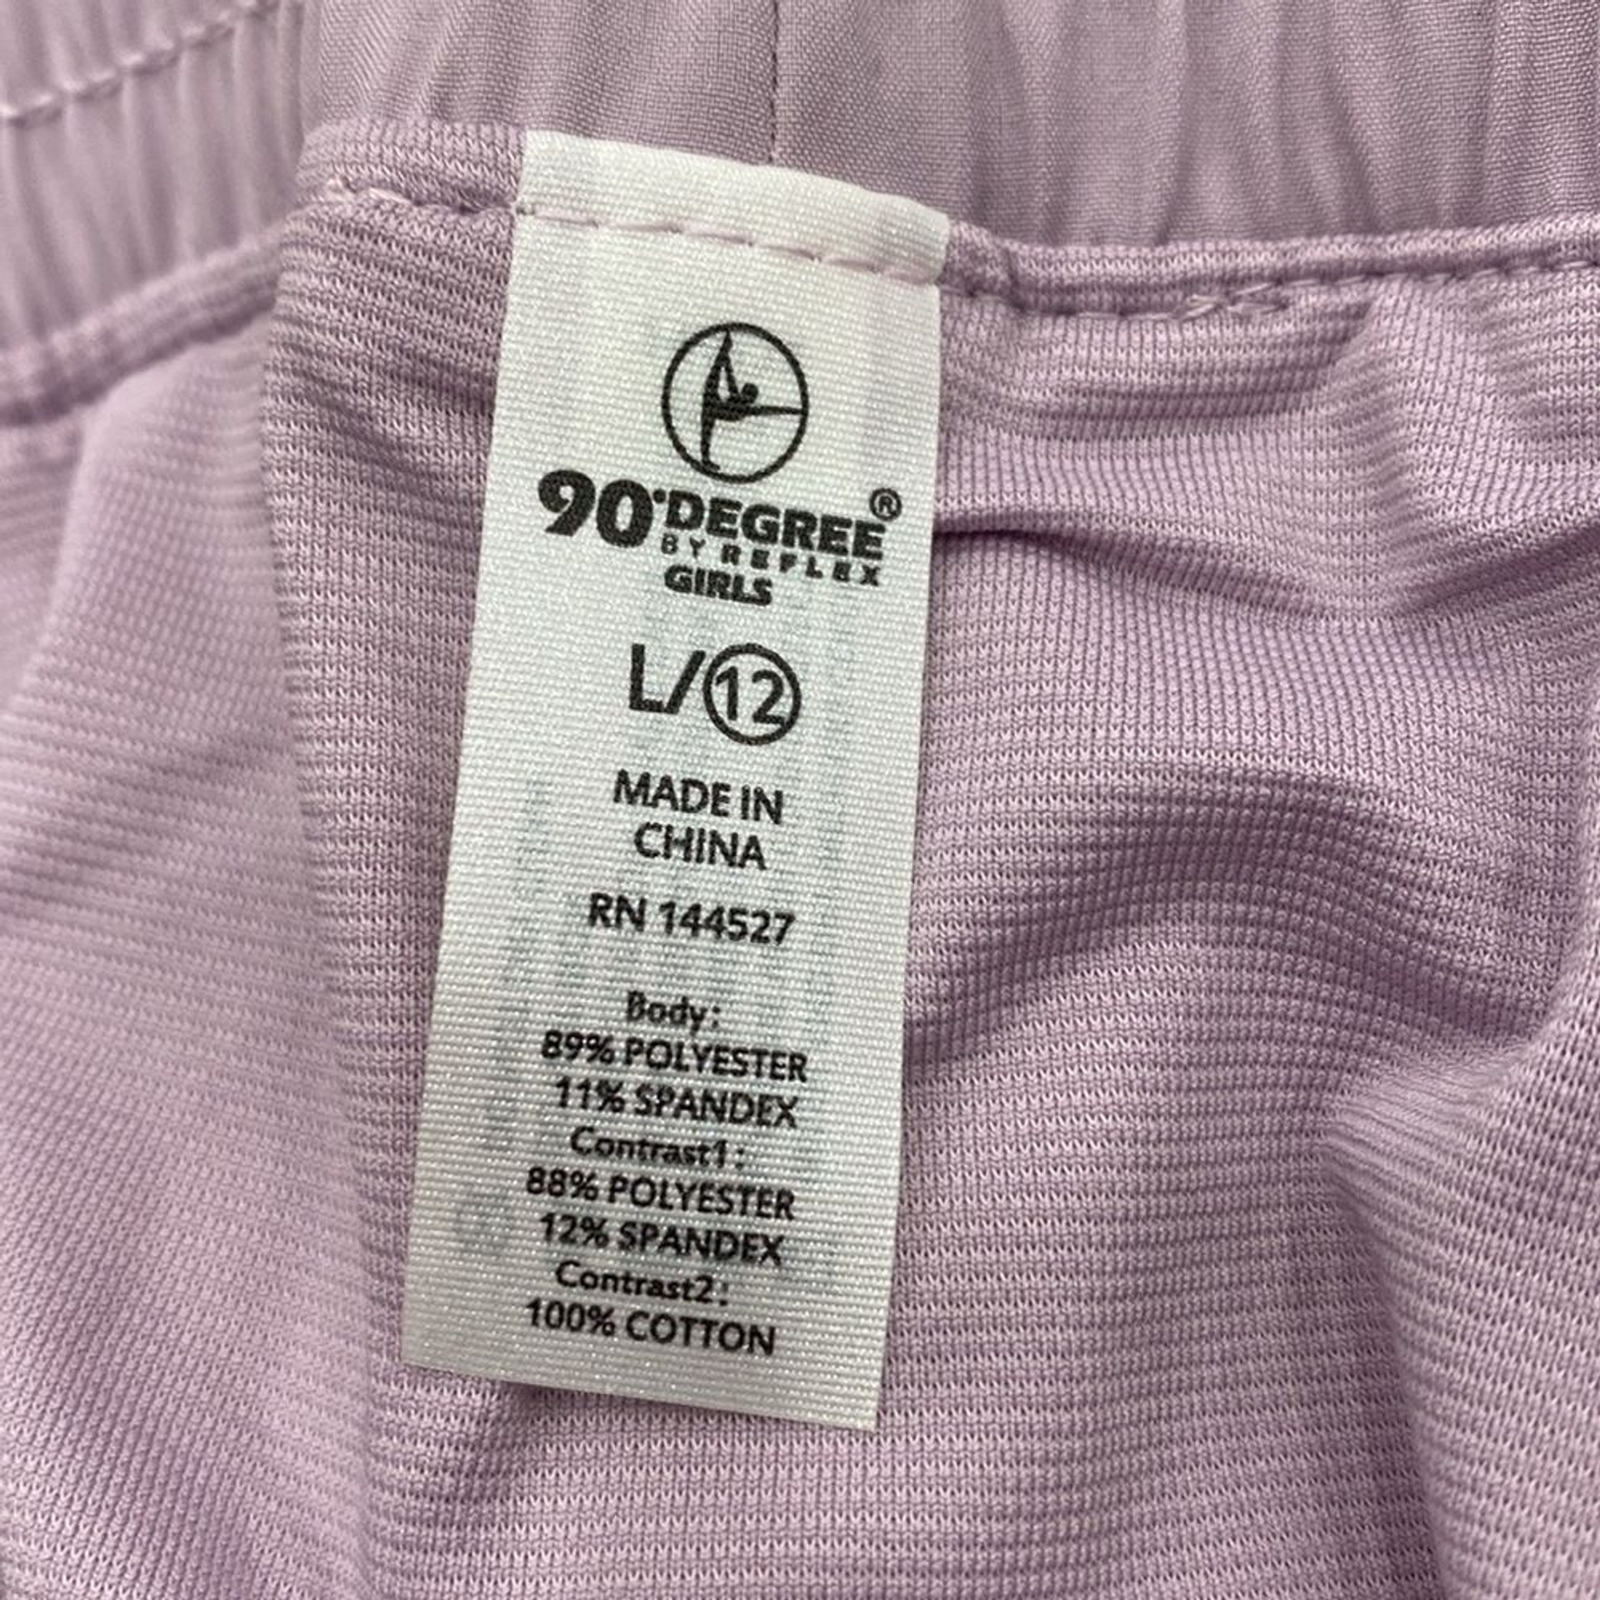 90°DEGREE®
BY REFLEX
GIRLS
L/12
MADE IN
CHINA
RN 144527
Body:
89% POLYESTER
11% SPANDEX
Contrast1:
88% POLYESTER
12% SPANDEX
Contrast2:
100% COTTON